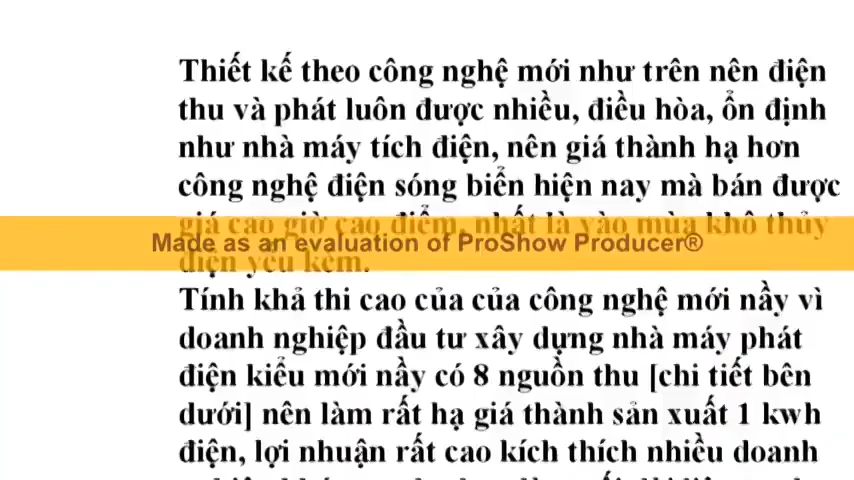 Thiết kế theo công nghệ mới như trên nên điện
thu và phát luôn được nhiều, điều hòa, ổn định
như nhà máy tích điện, nên giá thành hạ hơn
công nghệ điện sóng biển hiện nay mà bán được
giá cao giờ cao điểm, nhất là vào mùa khô thủy
Made as an evaluation of ProShow Producer®
điện yếu kém.
Tính khả thi cao của của công nghệ mới nầy vì
doanh nghiệp đầu tư xây dựng nhà máy phát
điện kiểu mới nầy có 8 nguồn thu [chi tiết bên
dưới] nên làm rất hạ giá thành sản xuất 1 kwh
điện, lợi nhuận rất cao kích thích nhiều doanh